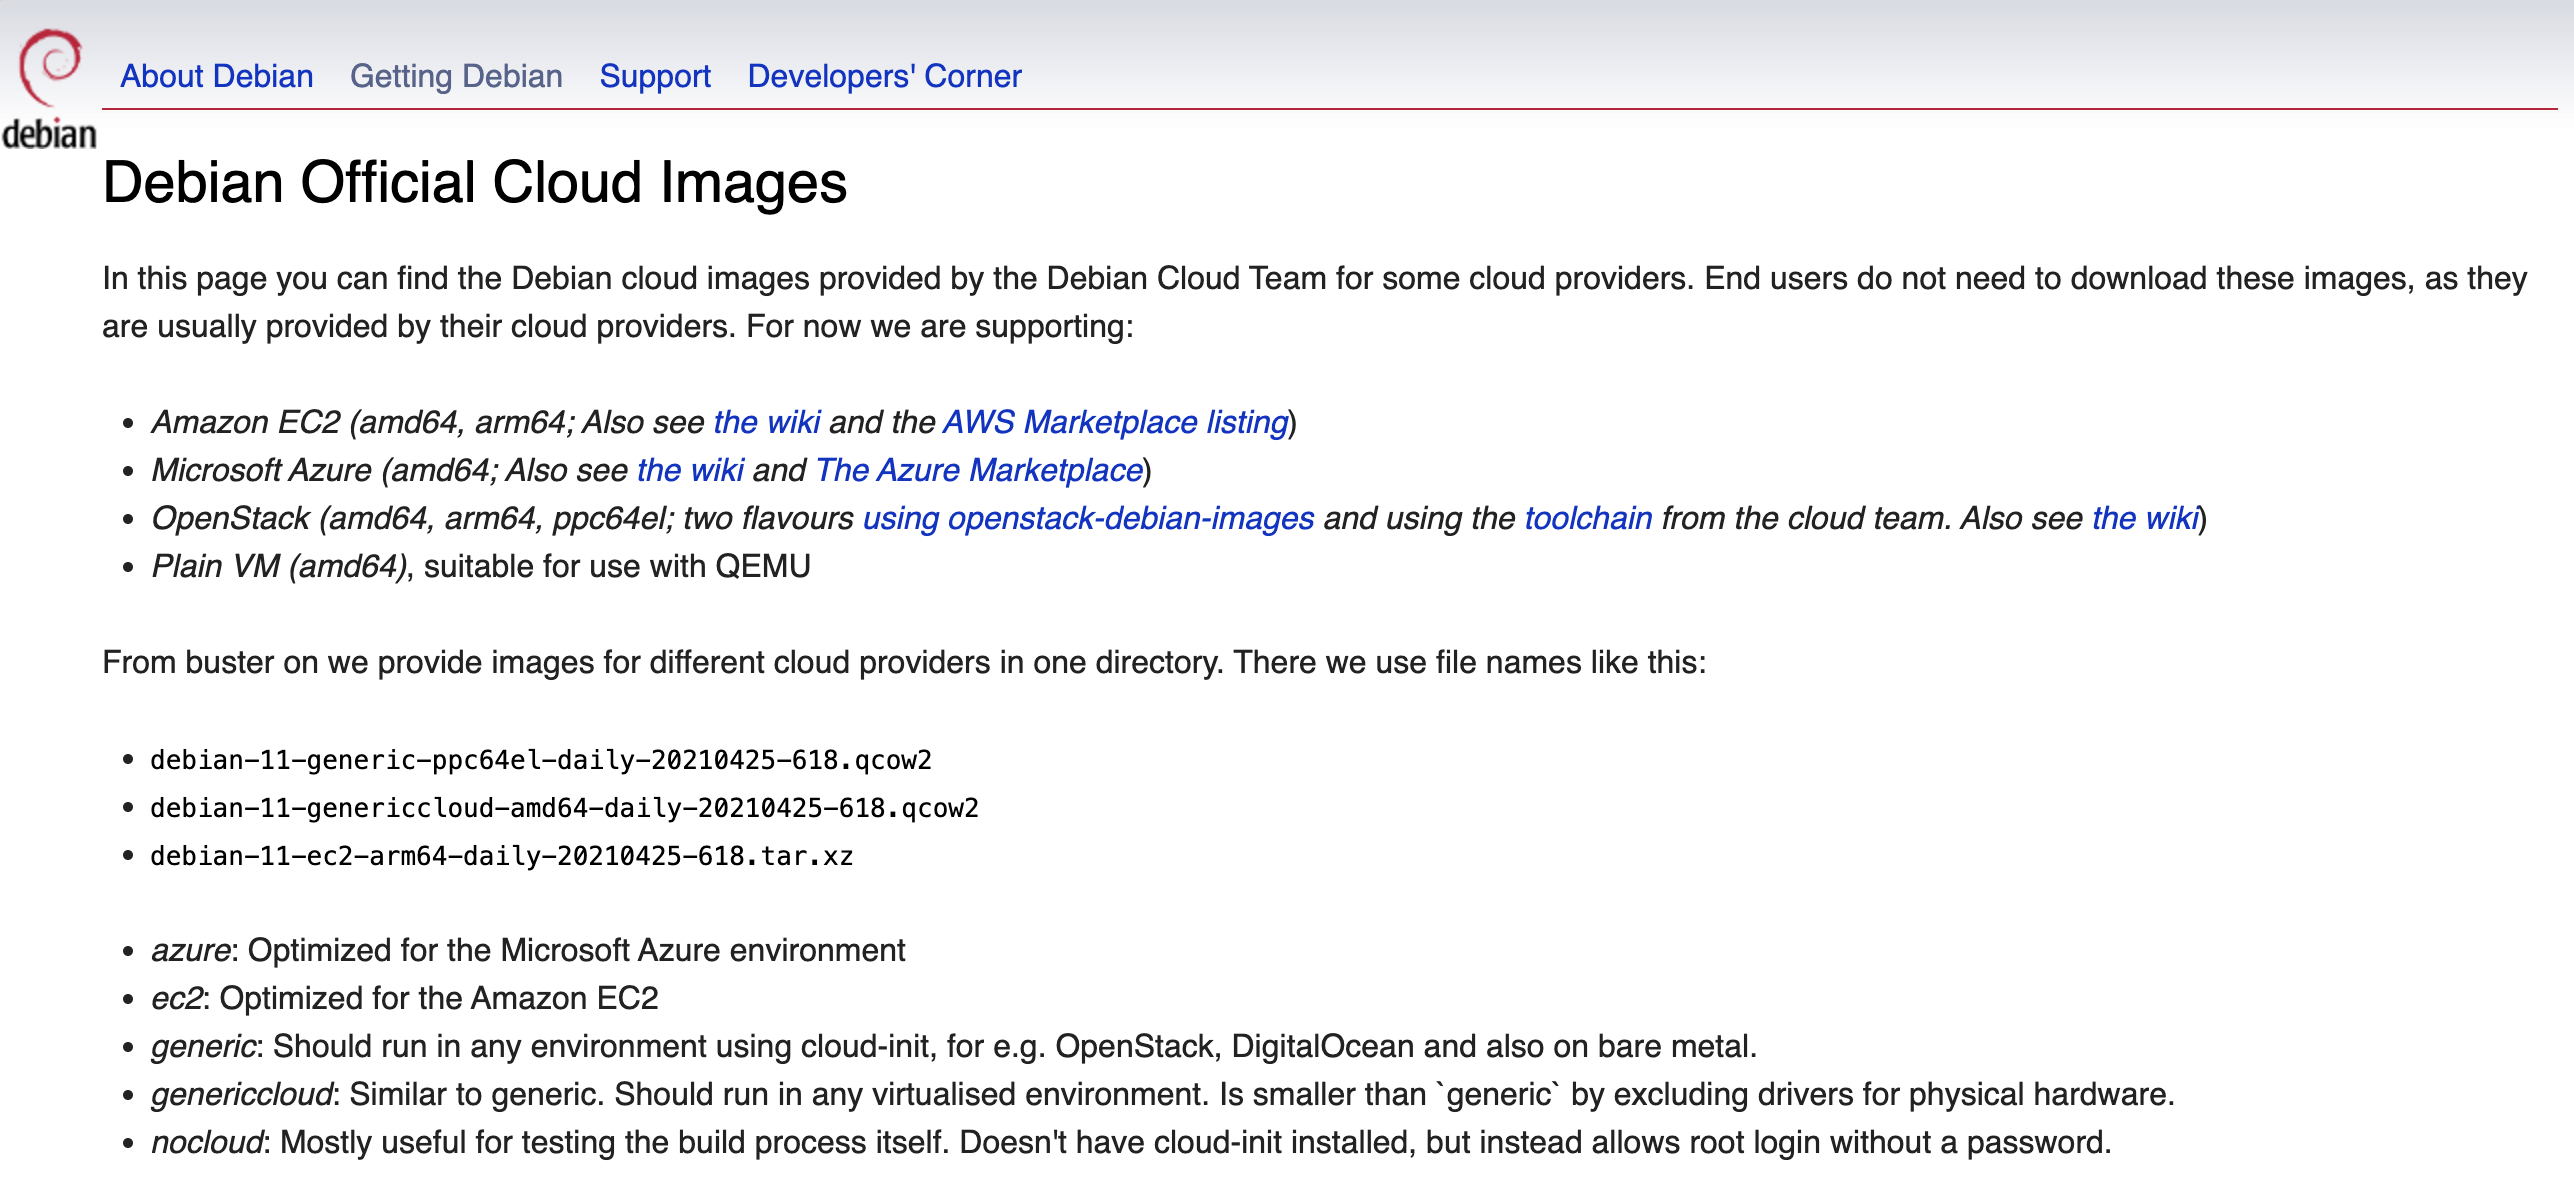 debian
About Debian Getting Debian Support Developers' Corner
Debian Official Cloud Images
In this page you can find the Debian cloud images provided by the Debian Cloud Team for some cloud providers. End users do not need to download these images, as they
are usually provided by their cloud providers. For now we are supporting:
• Amazon EC2 (amd64, arm64; Also see the wiki and the AWS Marketplace listing)
• Microsoft Azure (amd64; Also see the wiki and The Azure Marketplace)
• OpenStack (amd64, arm64, ppc64el; two flavours using openstack-debian-images and using the toolchain from the cloud team. Also see the wiki)
• Plain VM (amd64), suitable for use with QEMU
From buster on we provide images for different cloud providers in one directory. There we use file names like this:
• debian-11-generic-ppc64el-daily-20210425-618.qcow2
• debian-11-genericcloud-amd64-daily-20210425-618.qcow2
• debian-11-ec2-arm64-daily-20210425-618.tar.xz
• azure: Optimized for the Microsoft Azure environment
• ec2: Optimized for the Amazon EC2
• generic: Should run in any environment using cloud-init, for e.g. OpenStack, DigitalOcean and also on bare metal.
• genericcloud: Similar to generic. Should run in any virtualised environment. Is smaller than `generic` by excluding drivers for physical hardware.
• nocloud: Mostly useful for testing the build process itself. Doesn't have cloud-init installed, but instead allows root login without a password.